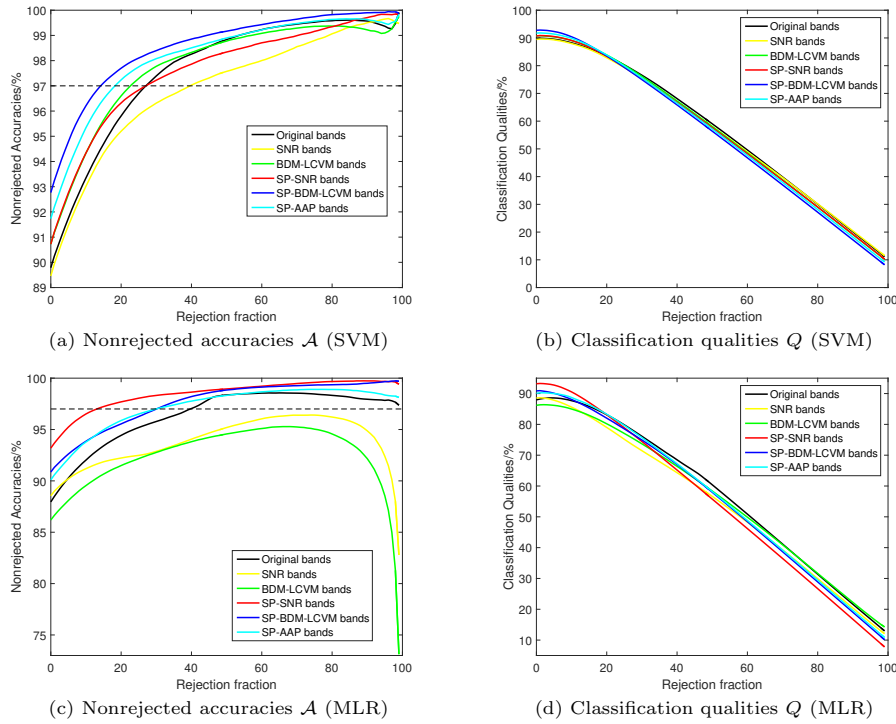 Nonrejected Accuracies/%
100
99
98
97
96
95
94
93
92
91
90
89
0 20 40 60 80 100
Rejection fraction
Original bands
SNR bands
BDM-LCVM bands
SP-SNR bands
SP-BDM-LCVM bands
SP-AAP bands
(a) Nonrejected accuracies A (SVM)
Classification Qualities/%
100
90
80
70
60
50
40
30
20
10
0
0 20 40 60 80 100
Rejection fraction
Original bands
SNR bands
BDM-LCVM bands
SP-SNR bands
SP-BDM-LCVM bands
SP-AAP bands
(b) Classification qualities Q (SVM)
Nonrejected Accuracies/%
100
95
90
85
80
75
0 20 40 60 80 100
Rejection fraction
Original bands
SNR bands
BDM-LCVM bands
SP-SNR bands
SP-BDM-LCVM bands
SP-AAP bands
(c) Nonrejected accuracies A (MLR)
Classification Qualities/%
90
80
70
60
50
40
30
20
10
0 20 40 60 80 100
Rejection fraction
Original bands
SNR bands
BDM-LCVM bands
SP-SNR bands
SP-BDM-LCVM bands
SP-AAP bands
(d) Classification qualities Q (MLR)